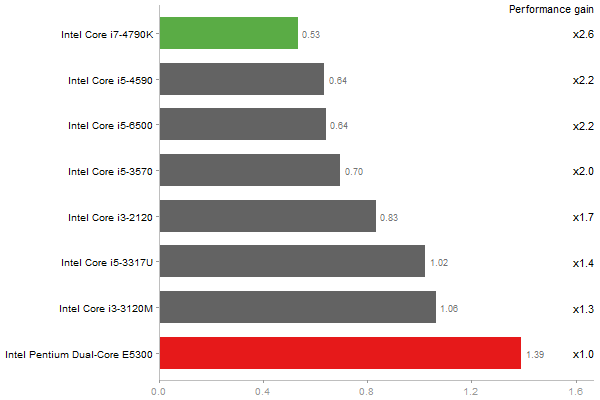 Performance gain
Intel Core i7-4790K 0.53 x2.6
Intel Core i5-4590 0.64 x2.2
Intel Core i5-6500 0.64 x2.2
Intel Core i5-3570 0.70 x2.0
Intel Core i3-2120 0.83 x1.7
Intel Core i5-3317U 1.02 x1.4
Intel Core i3-3120M 1.06 x1.3
Intel Pentium Dual-Core E5300 1.39 x1.0
0.0 0.4 0.8 1.2 1.6